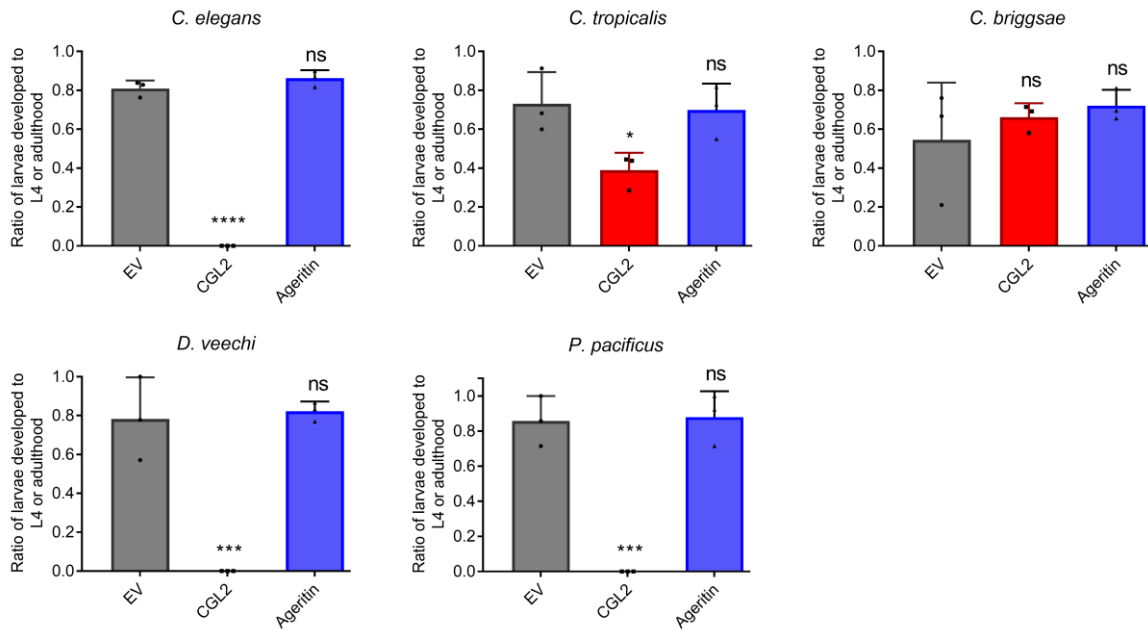 C. elegans
ns
1.0
0.8
0.6
0.4
0.2
0.0
Ratio of larvae developed to
L4 or adulthood
****
EV
CGL2
Ageritin
C. tropicalis
ns
1.0
0.8
0.6
0.4
0.2
0.0
Ratio of larvae developed to
L4 or adulthood
*
EV
CGL2
Ageritin
C. briggsae
ns
ns
1.0
0.8
0.6
0.4
0.2
0.0
Ratio of larvae developed to
L4 or adulthood
EV
CGL2
Ageritin
D. veechi
ns
1.0
0.8
0.6
0.4
0.2
0.0
Ratio of larvae developed to
L4 or adulthood
***
EV
CGL2
Ageritin
P. pacificus
ns
1.0
0.8
0.6
0.4
0.2
0.0
Ratio of larvae developed to
L4 or adulthood
***
EV
CGL2
Ageritin